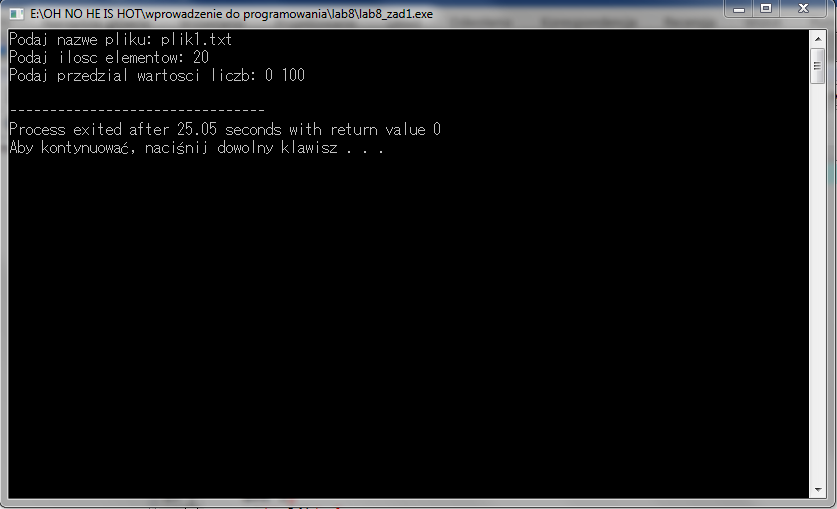 E:\OH NO HE IS HOT\wprowadzenie do programowania\lab8\lab8_zad1.exe
Podaj nazwe pliku: plik1.txt
Podaj ilosc elementow: 20
Podaj przedzial wartosci liczb: 0 100
--------------------------------
Process exited after 25.05 seconds with return value 0
Aby kontynuować, naciśnij dowolny klawisz . . .